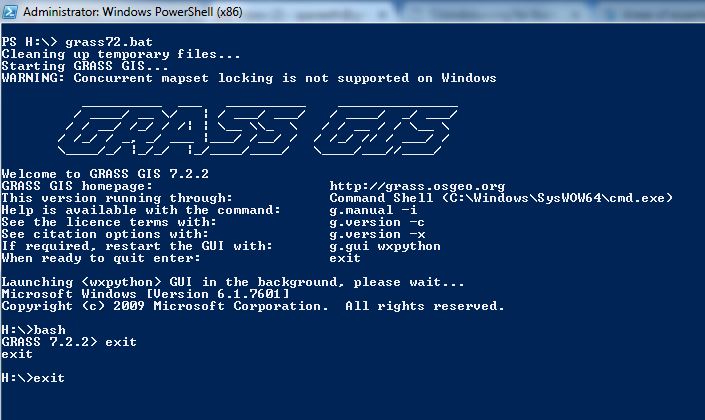 Administrator: Windows PowerShell (x86)
PS H:\> grass72.bat
Cleaning up temporary files...
Starting GRASS GIS...
WARNING: Concurrent mapset locking is not supported on Windows
GRASS GIS
Welcome to GRASS GIS 7.2.2
GRASS GIS homepage: http://grass.osgeo.org
This version running through: Command Shell (C:\Windows\SysWOW64\cmd.exe)
Help is available with the command: g.manual -i
See the licence terms with: g.version -c
See citation options with: g.version -x
If required, restart the GUI with: g.gui wxpython
When ready to quit enter: exit
Launching <wxpython> GUI in the background, please wait...
Microsoft Windows [Version 6.1.7601]
Copyright (c) 2009 Microsoft Corporation. All rights reserved.
H:\>bash
GRASS 7.2.2> exit
exit
H:\>exit